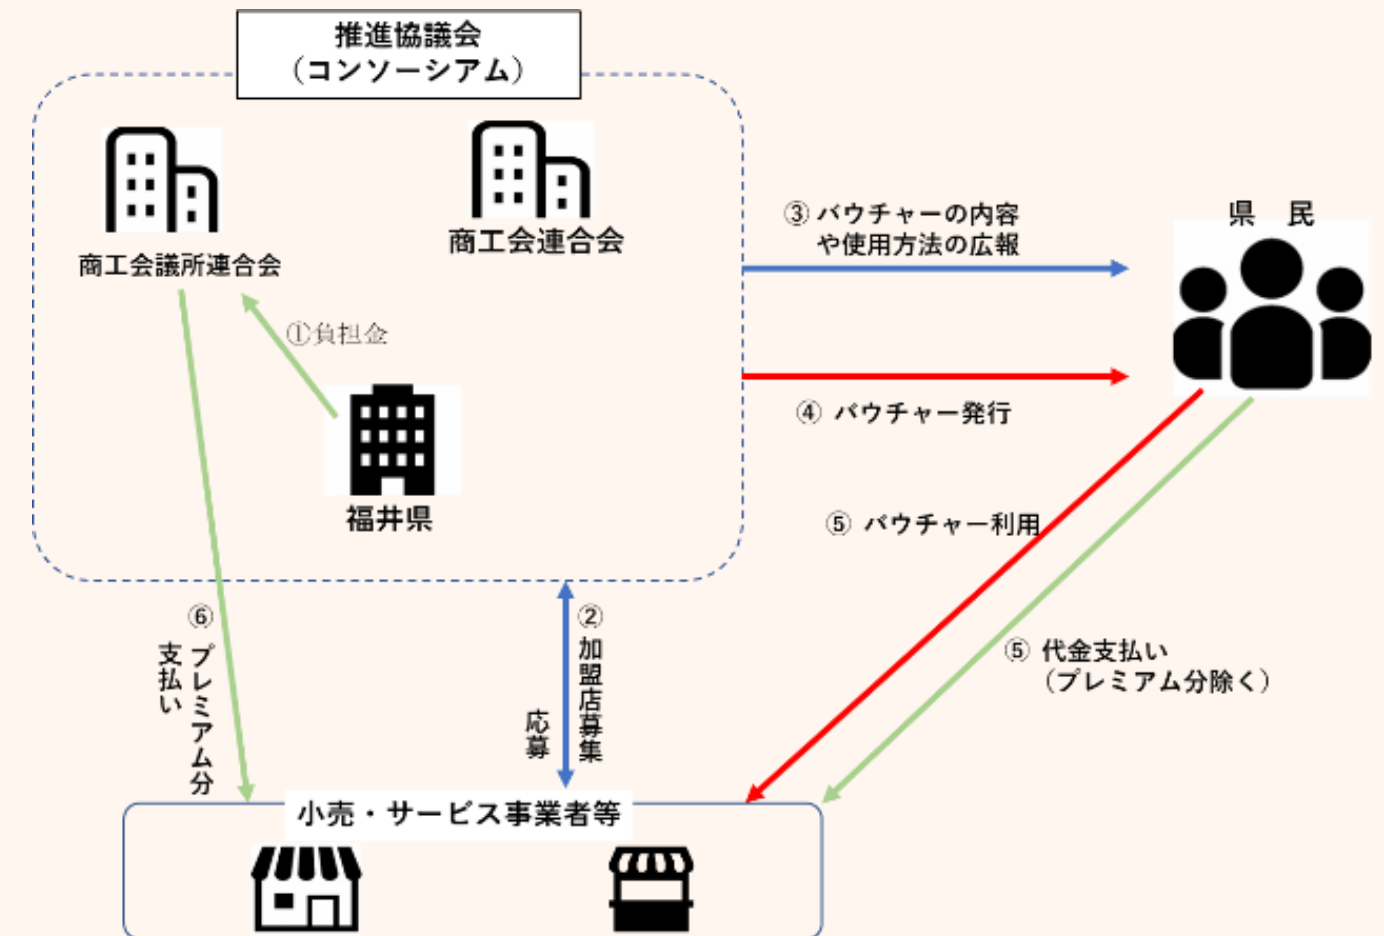 推進協議会
（コンソーシアム）
商工会議所連合会
商工会連合会
①負担金
福井県
③ バウチャーの内容
や使用方法の広報
県　民
④ バウチャー発行
⑤ バウチャー利用
⑤ 代金支払い
（プレミアム分除く）
⑥ プレミアム分
支払い
② 加盟店募集
応募
小売・サービス事業者等